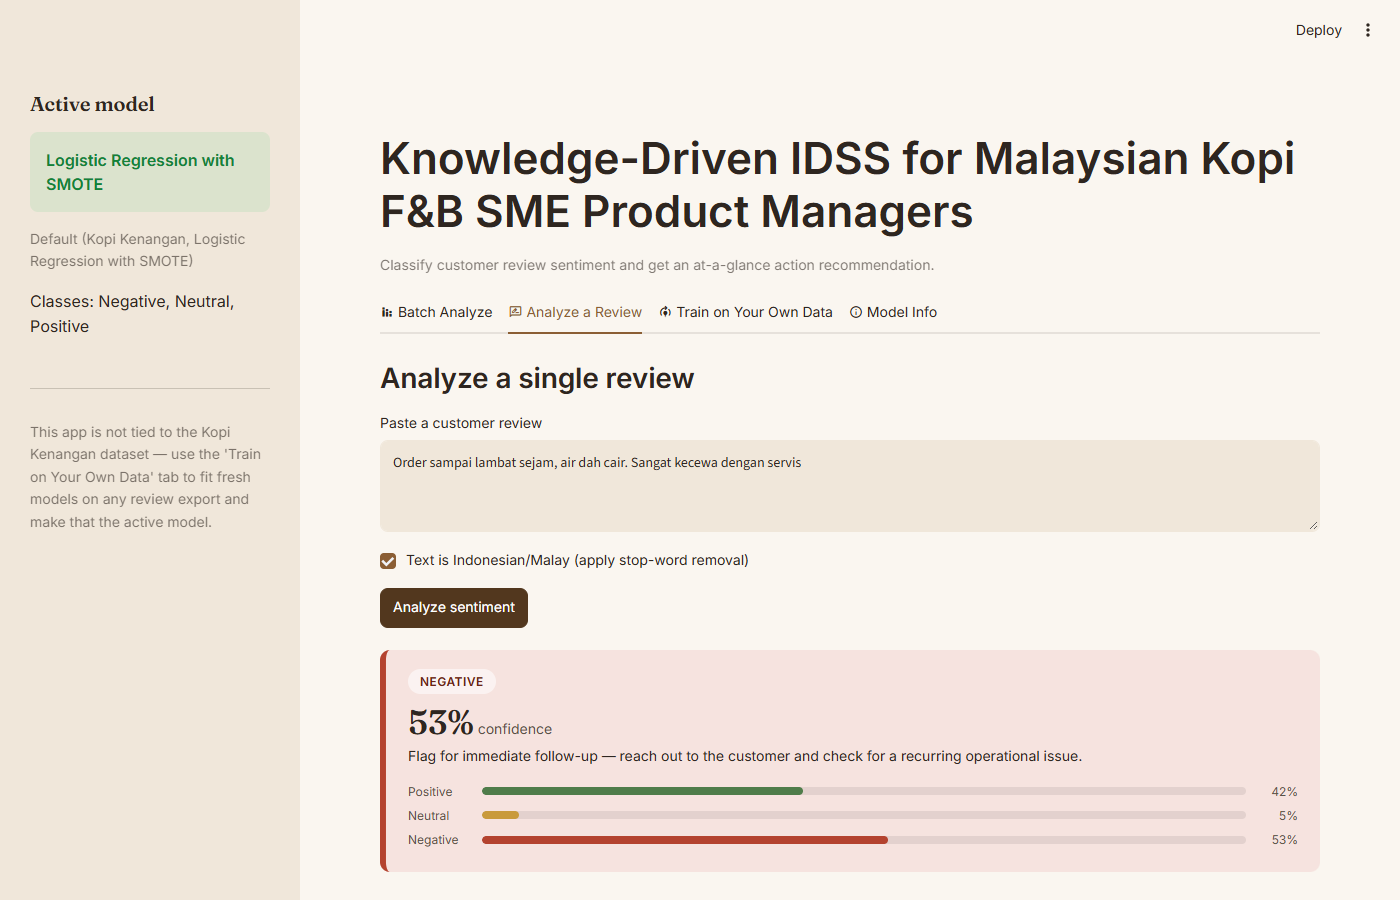 Deploy
Active model
Logistic Regression with
SMOTE
Default (Kopi Kenangan, Logistic
Regression with SMOTE)
Classes: Negative, Neutral,
Positive
This app is not tied to the Kopi
Kenangan dataset — use the 'Train
on Your Own Data' tab to fit fresh
models on any review export and
make that the active model.
Knowledge-Driven IDSS for Malaysian Kopi
F&B SME Product Managers
Classify customer review sentiment and get an at-a-glance action recommendation.
Batch Analyze Analyze a Review Train on Your Own Data Model Info
Analyze a single review
Paste a customer review
Order sampai lambat sejam, air dah cair. Sangat kecewa dengan servis
Text is Indonesian/Malay (apply stop-word removal)
Analyze sentiment
NEGATIVE
53% confidence
Flag for immediate follow-up — reach out to the customer and check for a recurring operational issue.
Positive 42%
Neutral 5%
Negative 53%